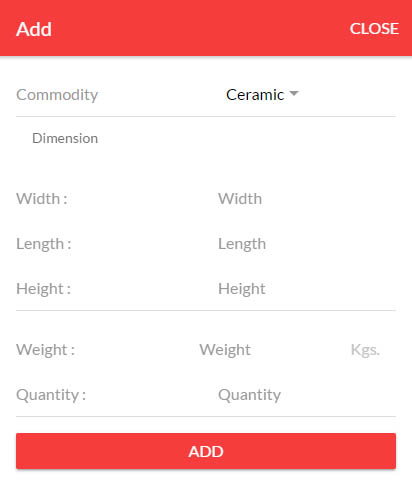 Add CLOSE
Commodity Ceramic
Dimension
Width : Width
Length : Length
Height : Height
Weight : Weight Kgs.
Quantity : Quantity
ADD